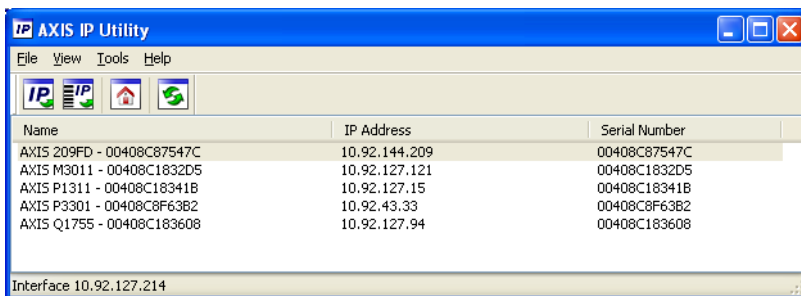 IP AXIS IP Utility
File View Tools Help
IP IP
Name IP Address Serial Number
AXIS 209FD - 00408C87547C 10.92.144.209 00408C87547C
AXIS M3011 - 00408C1832D5 10.92.127.121 00408C1832D5
AXIS P1311 - 00408C18341B 10.92.127.15 00408C18341B
AXIS P3301 - 00408C8F63B2 10.92.43.33 00408C8F63B2
AXIS Q1755 - 00408C183608 10.92.127.94 00408C183608
Interface 10.92.127.214